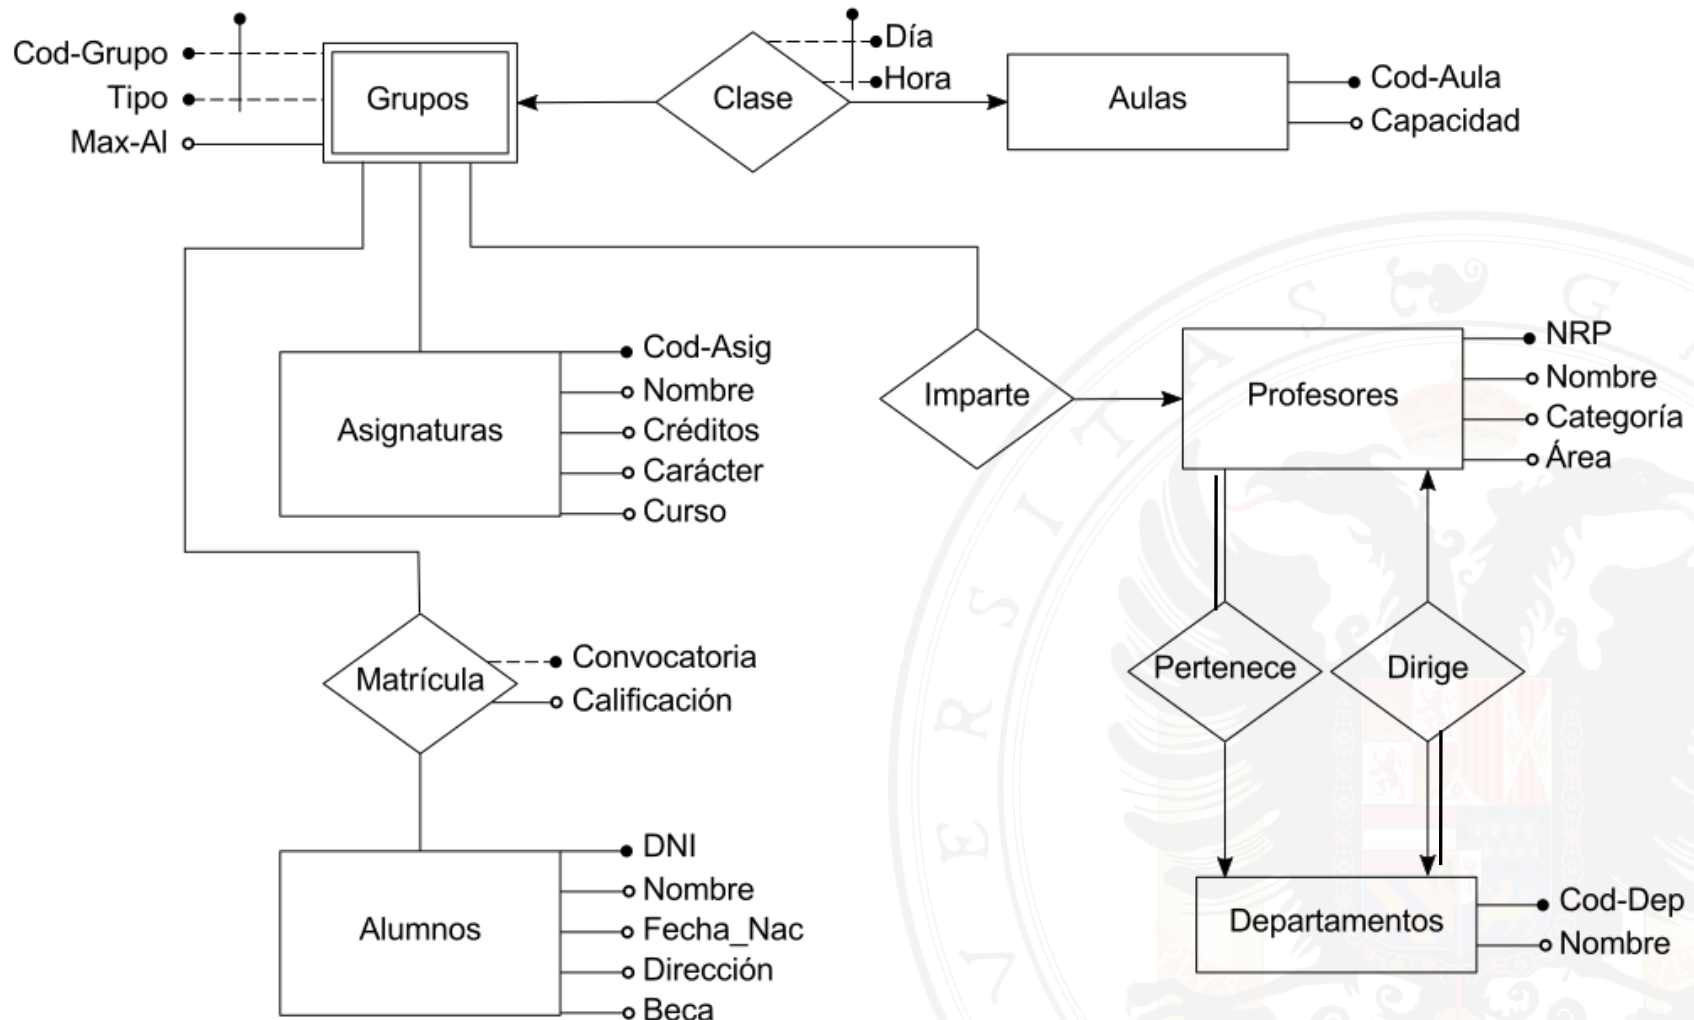 Cod-Grupo
Tipo
Max-Al
Grupos
Clase
Día
Hora
Aulas
Cod-Aula
Capacidad
Asignaturas
Cod-Asig
Nombre
Créditos
Carácter
Curso
Imparte
Profesores
NRP
Nombre
Categoría
Área
Matrícula
Convocatoria
Calificación
Pertenece
Dirige
Alumnos
DNI
Nombre
Fecha_Nac
Dirección
Beca
Departamentos
Cod-Dep
Nombre
VERSITAS G